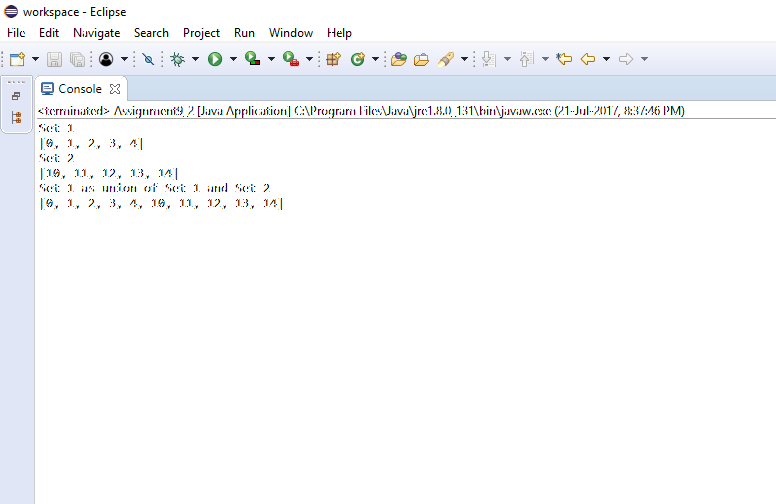 workspace - Eclipse
File Edit Navigate Search Project Run Window Help
Console
<terminated> Assignment9_2 [Java Application] C:\Program Files\Java\jre1.8.0_131\bin\javaw.exe (21-Jul-2017, 8:37:46 PM)
Set 1
[0, 1, 2, 3, 4]
Set 2
[10, 11, 12, 13, 14]
Set 1 as union of Set 1 and Set 2
[0, 1, 2, 3, 4, 10, 11, 12, 13, 14]